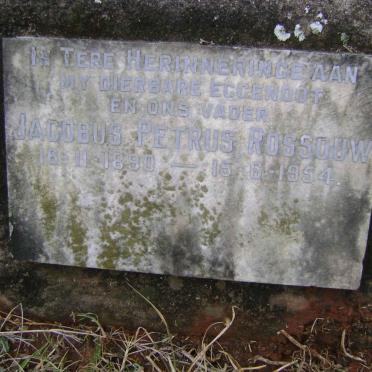 IN TERE HERINNERINGE AAN
MY DIERBARE EGGENOOT
EN ONS VADER
JACOBUS PETRUS ROSSOUW
16-11-1890 — 15-6-1954.